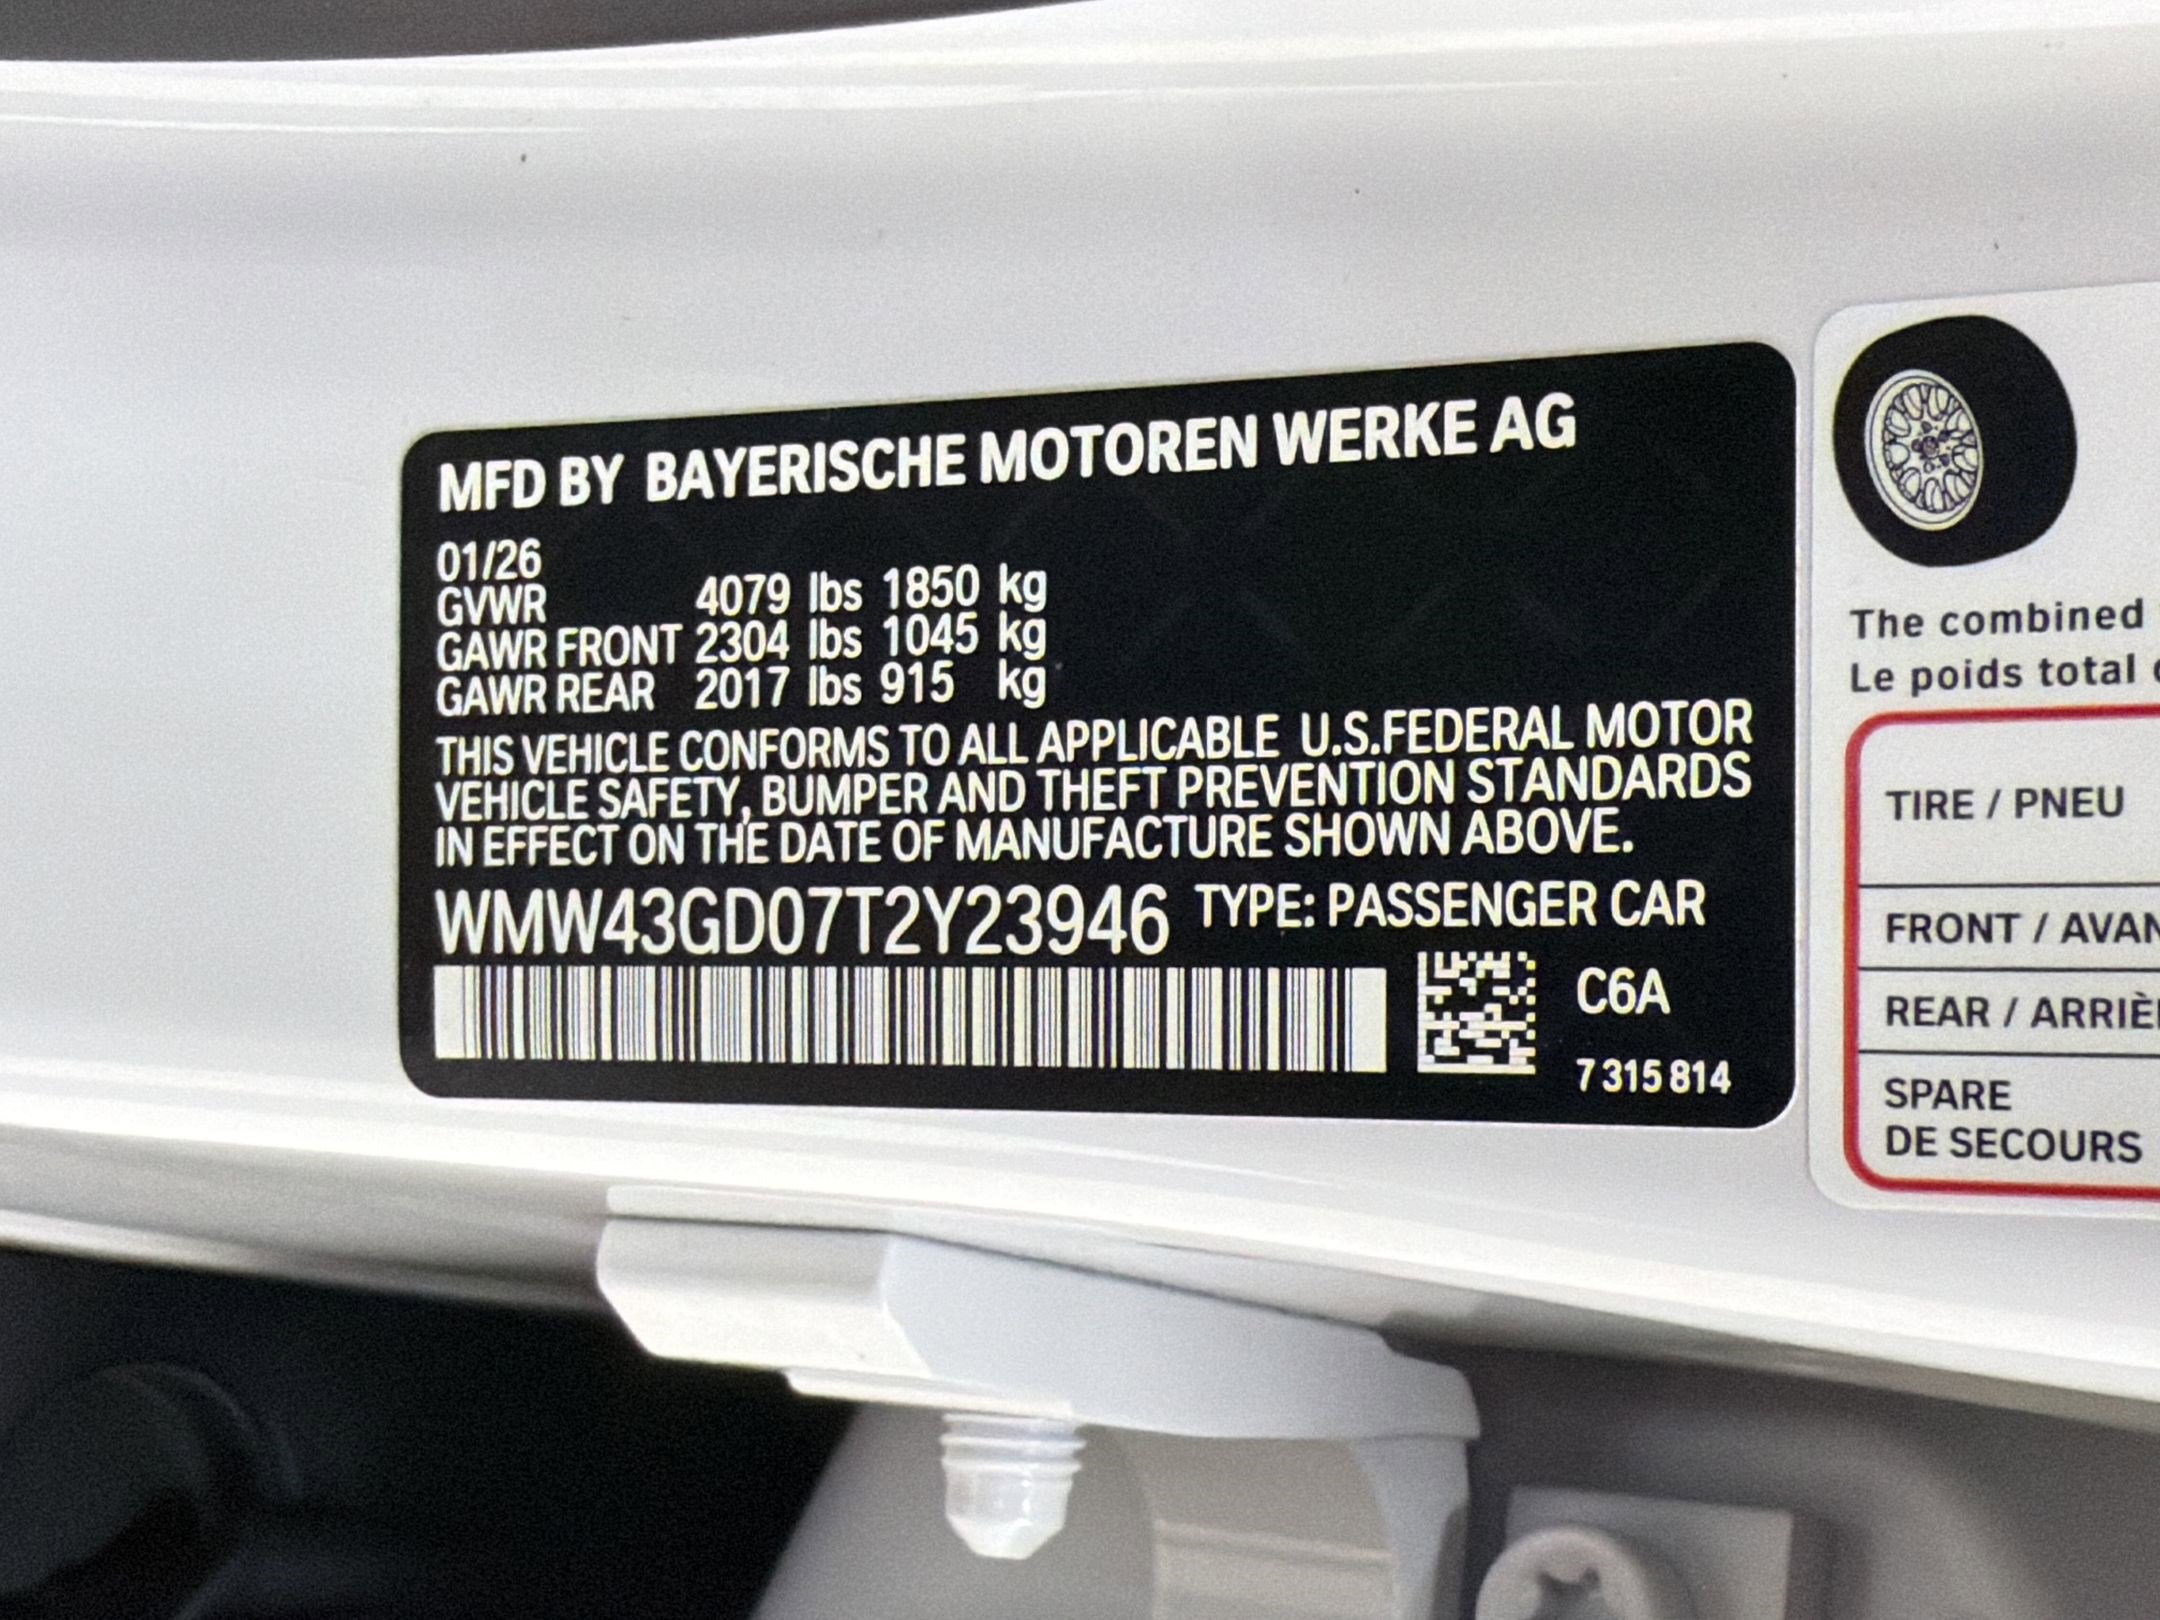 MFD BY BAYERISCHE MOTOREN WERKE AG
01/26
GVWR 4079 lbs 1850 kg
GAWR FRONT 2304 lbs 1045 kg
GAWR REAR 2017 lbs 915 kg
THIS VEHICLE CONFORMS TO ALL APPLICABLE U.S.FEDERAL MOTOR
VEHICLE SAFETY, BUMPER AND THEFT PREVENTION STANDARDS
IN EFFECT ON THE DATE OF MANUFACTURE SHOWN ABOVE.
WMW43GD07T2Y23946 TYPE: PASSENGER CAR
C6A
7 315 814
The combined
Le poids total
TIRE / PNEU
FRONT / AVAN
REAR / ARRIÈ
SPARE
DE SECOURS